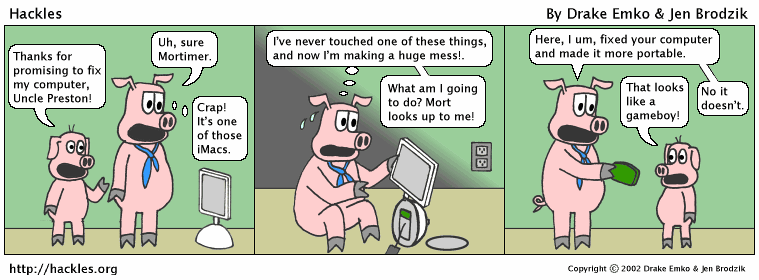 Hackles
By Drake Emko & Jen Brodzik
Thanks for
promising to fix
my computer,
Uncle Preston!
Uh, sure
Mortimer.
Crap!
It's one
of those
iMacs.
I've never touched one of these things,
and now I'm making a huge mess!.
What am I going
to do? Mort
looks up to me!
Here, I um, fixed your computer
and made it more portable.
That looks
like a
gameboy!
No it
doesn't.
http://hackles.org
Copyright © 2002 Drake Emko & Jen Brodzik